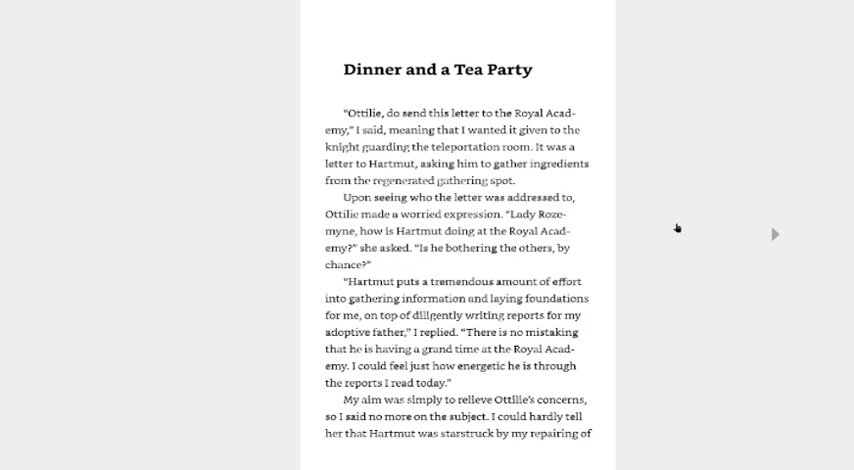 Dinner and a Tea Party
“Ottilie, do send this letter to the Royal Acad-
emy,” I said, meaning that I wanted it given to the
knight guarding the teleportation room. It was a
letter to Hartmut, asking him to gather ingredients
from the regenerated gathering spot.
Upon seeing who the letter was addressed to,
Ottilie made a worried expression. “Lady Roze-
myne, how is Hartmut doing at the Royal Acad-
emy?” she asked. “Is he bothering the others, by
chance?”
“Hartmut puts a tremendous amount of effort
into gathering information and laying foundations
for me, on top of diligently writing reports for my
adoptive father,” I replied. “There is no mistaking
that he is having a grand time at the Royal Acad-
emy. I could feel just how energetic he is through
the reports I read today.”
My aim was simply to relieve Ottilie’s concerns,
so I said no more on the subject. I could hardly tell
her that Hartmut was starstruck by my repairing of